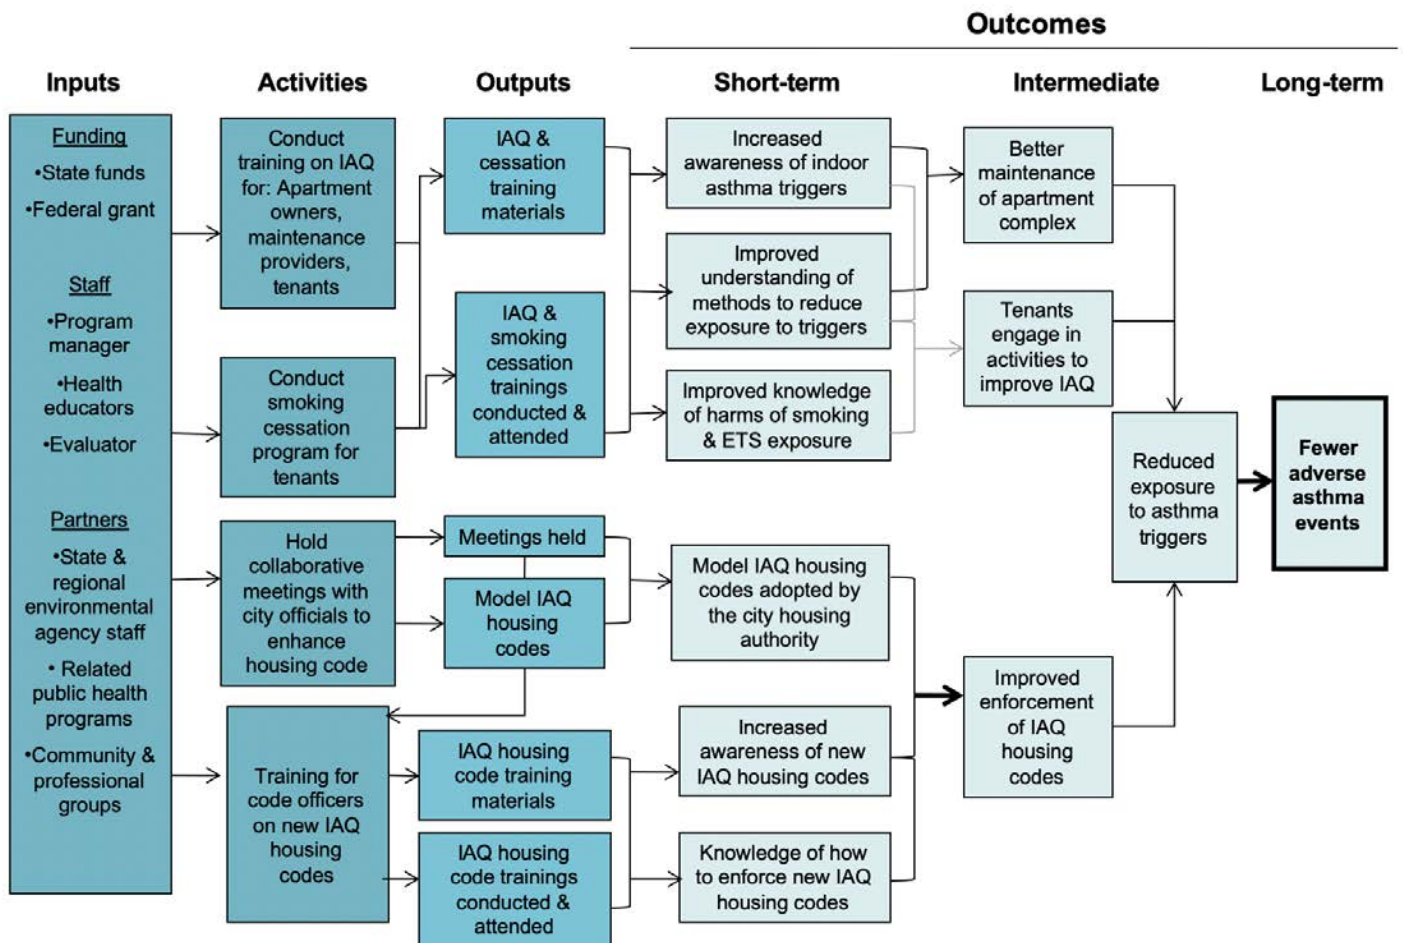 Outcomes
Inputs
Activities
Outputs
Short-term
Intermediate
Long-term
Funding
•State funds
•Federal grant
Staff
•Program
manager
•Health
educators
•Evaluator
Partners
•State &
regional
environmental
agency staff
• Related
public health
programs
•Community &
professional
groups
Conduct
training on IAQ
for: Apartment
owners,
maintenance
providers,
tenants
Conduct
smoking
cessation
program for
tenants
Hold
collaborative
meetings with
city officials to
enhance
housing code
Training for
code officers
on new IAQ
housing
codes
IAQ &
cessation
training
materials
IAQ &
smoking
cessation
trainings
conducted &
attended
Meetings held
Model IAQ
housing
codes
IAQ housing
code training
materials
IAQ housing
code trainings
conducted &
attended
Increased
awareness of indoor
asthma triggers
Improved
understanding of
methods to reduce
exposure to triggers
Improved knowledge
of harms of smoking
& ETS exposure
Model IAQ housing
codes adopted by
the city housing
authority
Increased
awareness of new
IAQ housing codes
Knowledge of how
to enforce new IAQ
housing codes
Better
maintenance
of apartment
complex
Tenants
engage in
activities to
improve IAQ
Reduced
exposure
to asthma
triggers
Improved
enforcement
of IAQ
housing
codes
Fewer
adverse
asthma
events